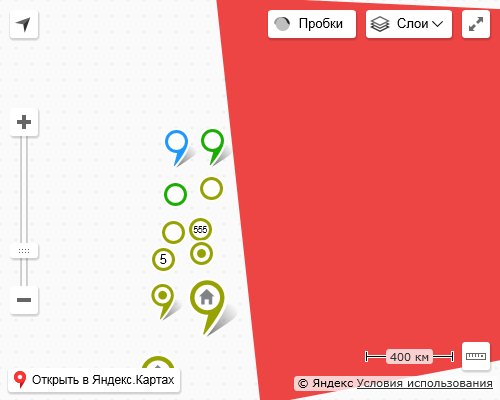 Пробки
Слои
555
5
400 км
Открыть в Яндекс.Картах
© Яндекс Условия использования